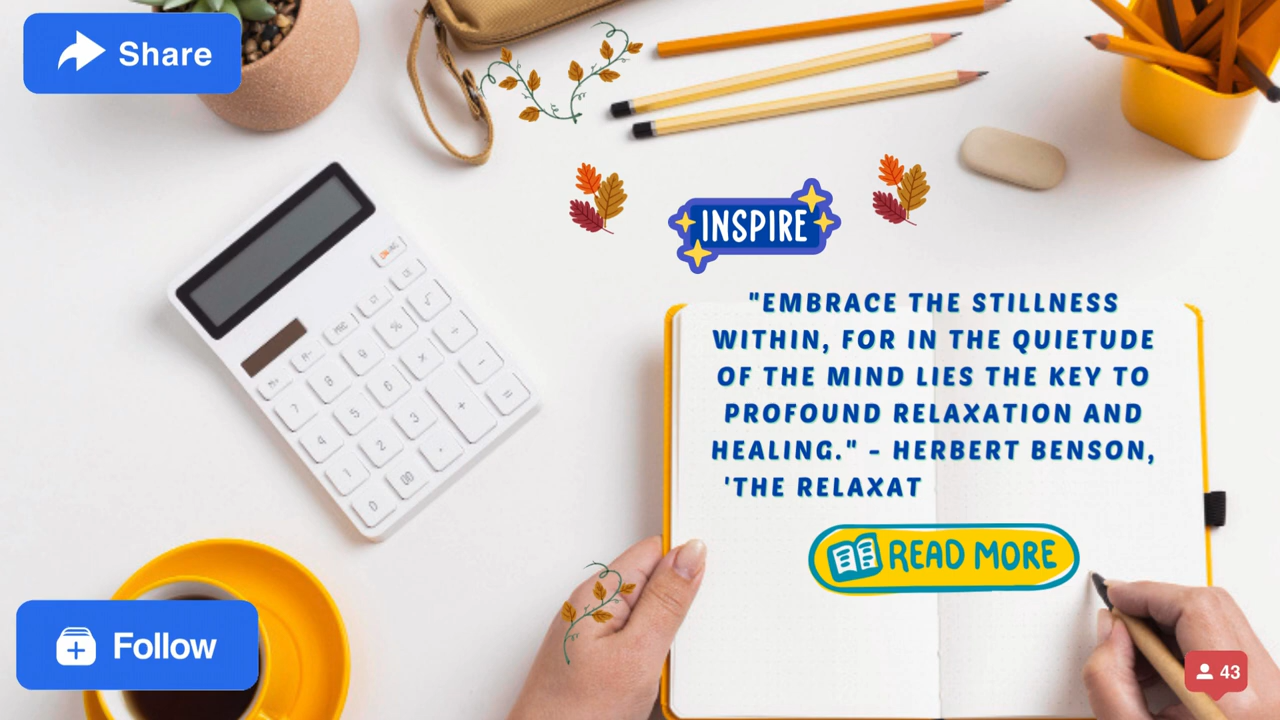 Share
INSPIRE
"EMBRACE THE STILLNESS
WITHIN, FOR IN THE QUIETUDE
OF THE MIND LIES THE KEY TO
PROFOUND RELAXATION AND
HEALING." - HERBERT BENSON,
'THE RELAXAT
READ MORE
Follow
43